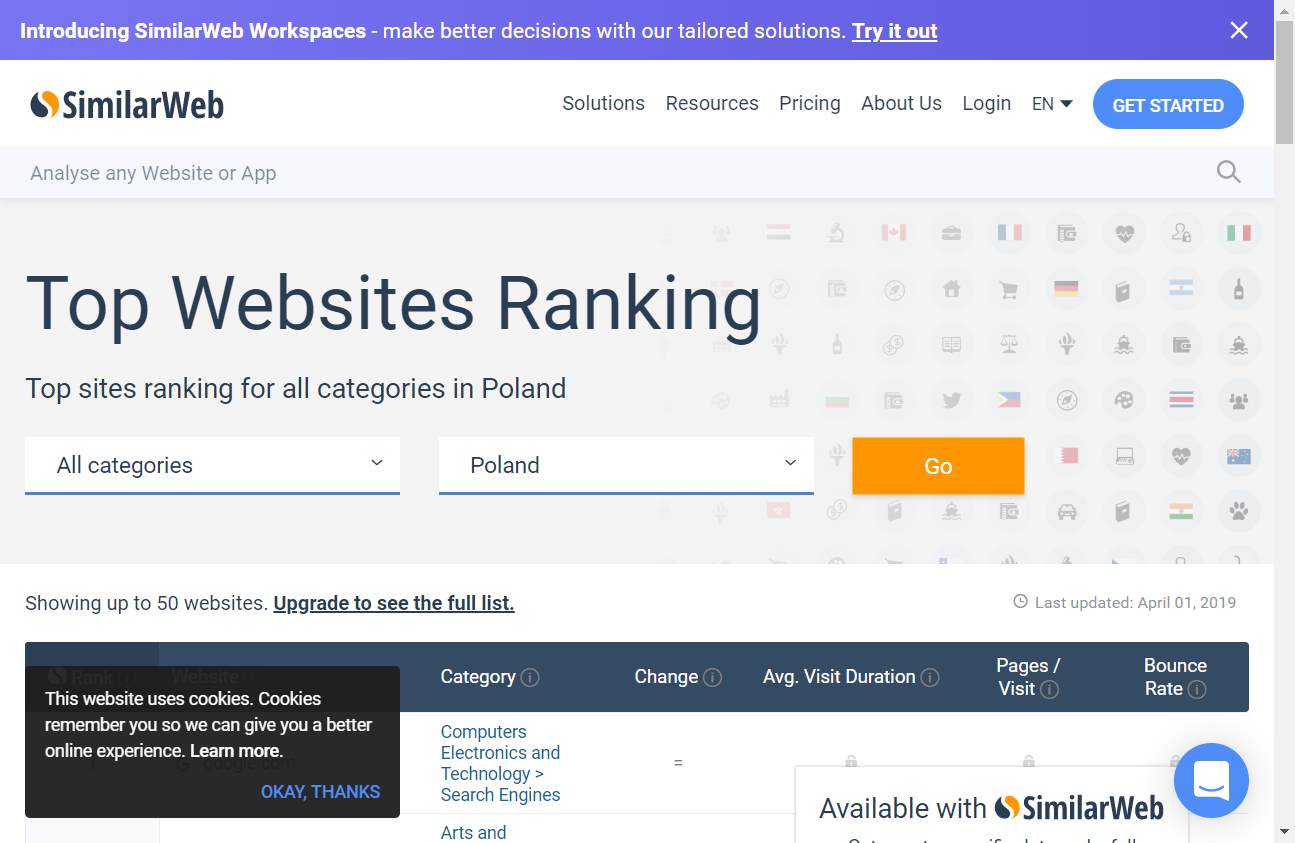 Introducing SimilarWeb Workspaces - make better decisions with our tailored solutions. Try it out
SimilarWeb
Solutions Resources Pricing About Us Login EN GET STARTED
Analyse any Website or App
Top Websites Ranking
Top sites ranking for all categories in Poland
All categories Poland Go
Showing up to 50 websites. Upgrade to see the full list.
Last updated: April 01, 2019
Rank Website Category Change Avg. Visit Duration Pages / Visit Bounce Rate
This website uses cookies. Cookies
remember you so we can give you a better
online experience. Learn more.
OKAY, THANKS
1 google.com
Computers
Electronics and
Technology >
Search Engines
=
Arts and
Available with SimilarWeb